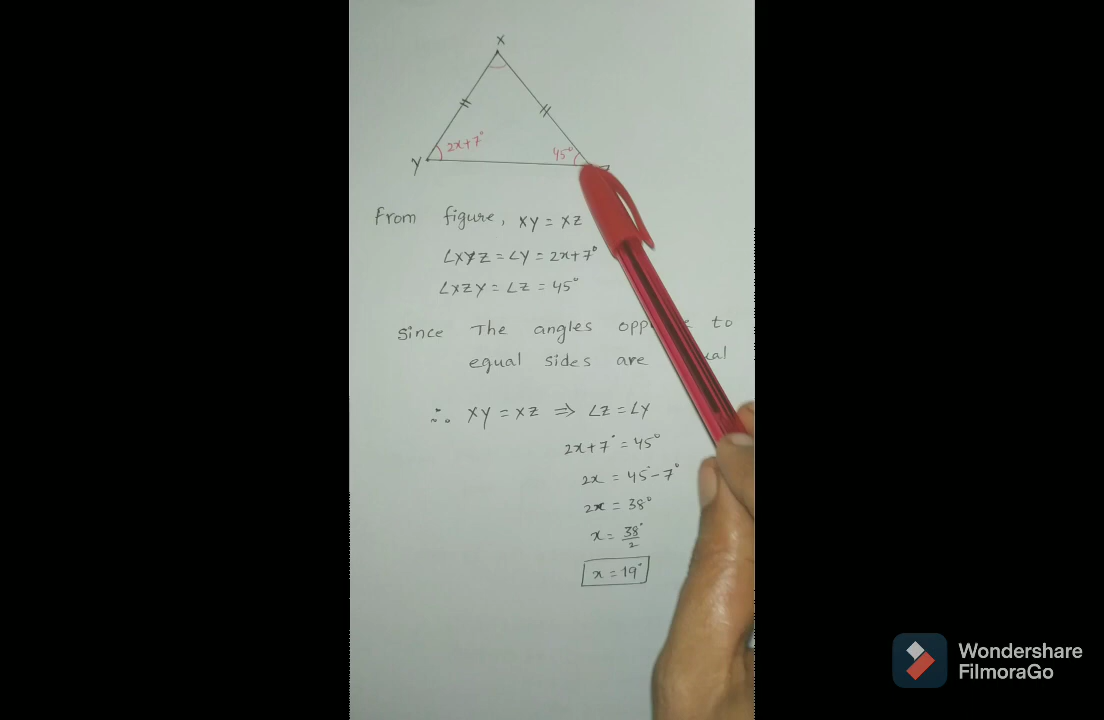 X
2x+7°
45°
Y
From figure, XY = XZ
∠XYZ = ∠Y = 2x+7°
∠XZY = ∠Z = 45°
Since The angles to
equal sides are
∴ XY = XZ ⇒ ∠Z = ∠Y
2x+7° = 45°
2x = 45°-7°
2x = 38°
x = 38°/2
x = 19°
Wondershare
FilmoraGo